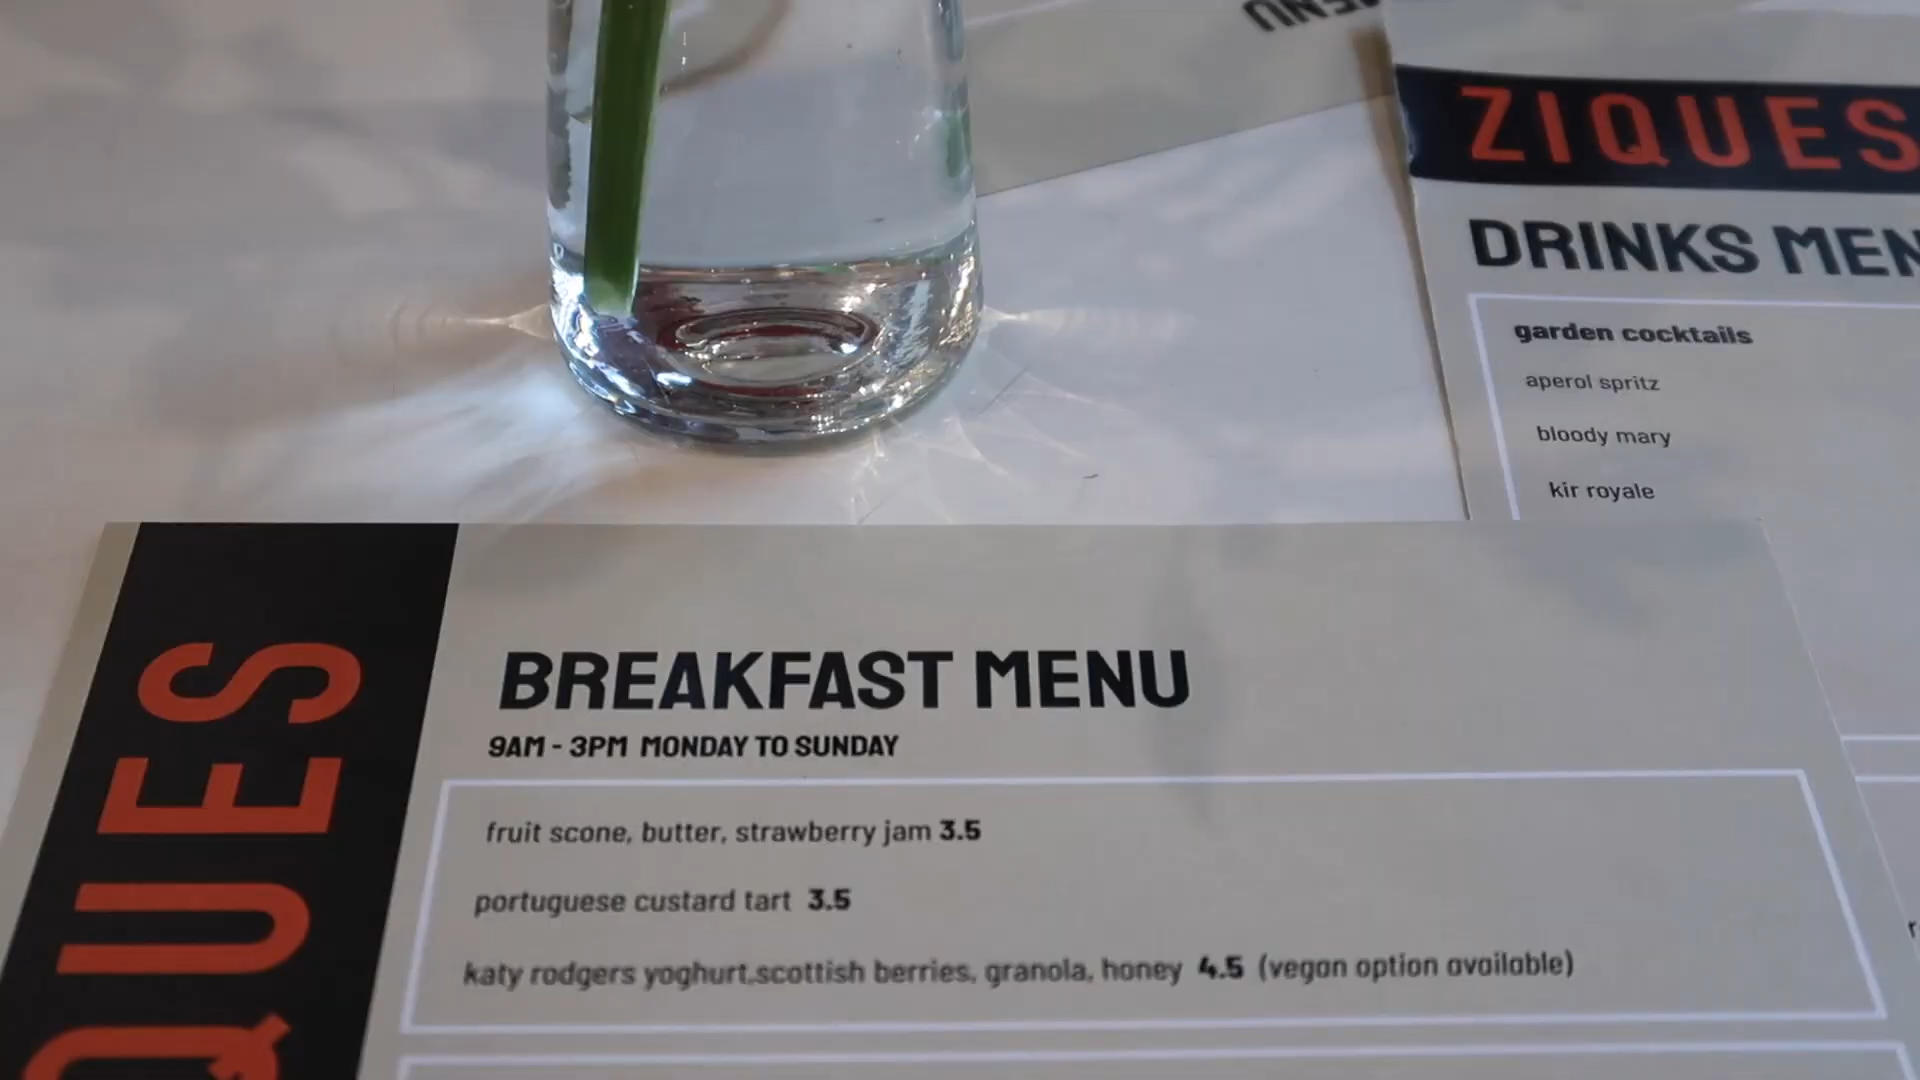 MENU
ZIQUES
DRINKS MEN
garden cocktails
aperol spritz
bloody mary
kir royale
QUES
BREAKFAST MENU
9AM - 3PM MONDAY TO SUNDAY
fruit scone, butter, strawberry jam 3.5
portuguese custard tart 3.5
katy rodgers yoghurt,scottish berries, granola, honey 4.5 (vegan option available)